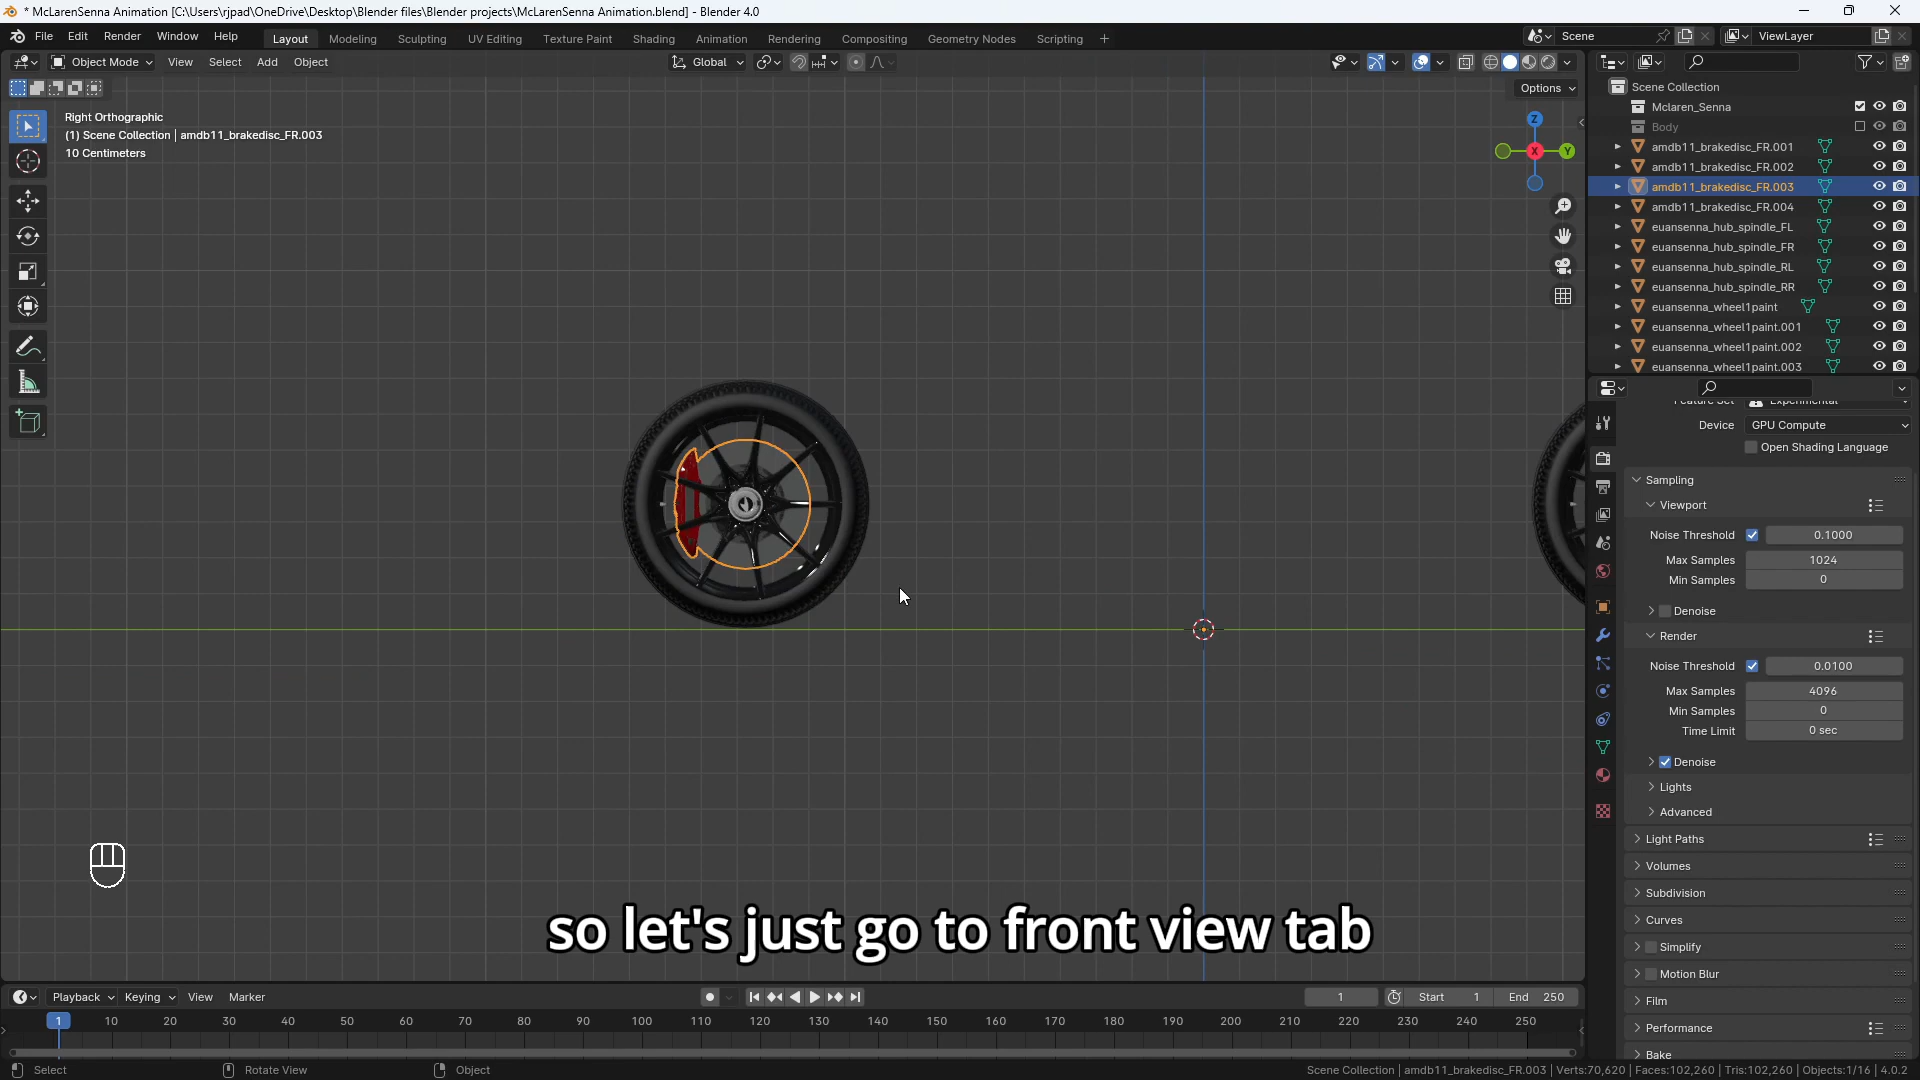 * McLarenSenna Animation [C:\Users\rjpad\OneDrive\Desktop\Blender files\Blender projects\McLarenSenna Animation.blend] - Blender 4.0
File Edit Render Window Help Layout Modeling Sculpting UV Editing Texture Paint Shading Animation Rendering Compositing Geometry Nodes Scripting + Scene ViewLayer
Object Mode View Select Add Object Global
Options
Right Orthographic
(1) Scene Collection | amdb11_brakedisc_FR.003
10 Centimeters
Z
X
Y
Scene Collection
Mclaren_Senna
Body
amdb11_brakedisc_FR.001
amdb11_brakedisc_FR.002
amdb11_brakedisc_FR.003
amdb11_brakedisc_FR.004
euansenna_hub_spindle_FL
euansenna_hub_spindle_FR
euansenna_hub_spindle_RL
euansenna_hub_spindle_RR
euansenna_wheel1paint
euansenna_wheel1paint.001
euansenna_wheel1paint.002
euansenna_wheel1paint.003
Feature Set Experimental
Device GPU Compute
Open Shading Language
Sampling
Viewport
Noise Threshold 0.1000
Max Samples 1024
Min Samples 0
Denoise
Render
Noise Threshold 0.0100
Max Samples 4096
Min Samples 0
Time Limit 0 sec
Denoise
Lights
Advanced
Light Paths
Volumes
Subdivision
Curves
Simplify
Motion Blur
Film
Performance
Bake
so let's just go to front view tab
Playback Keying View Marker 1 Start 1 End 250
1 10 20 30 40 50 60 70 80 90 100 110 120 130 140 150 160 170 180 190 200 210 220 230 240 250
Select Rotate View Object Scene Collection | amdb11_brakedisc_FR.003 | Verts:70,620 | Faces:102,260 | Tris:102,260 | Objects:1/16 | 4.0.2